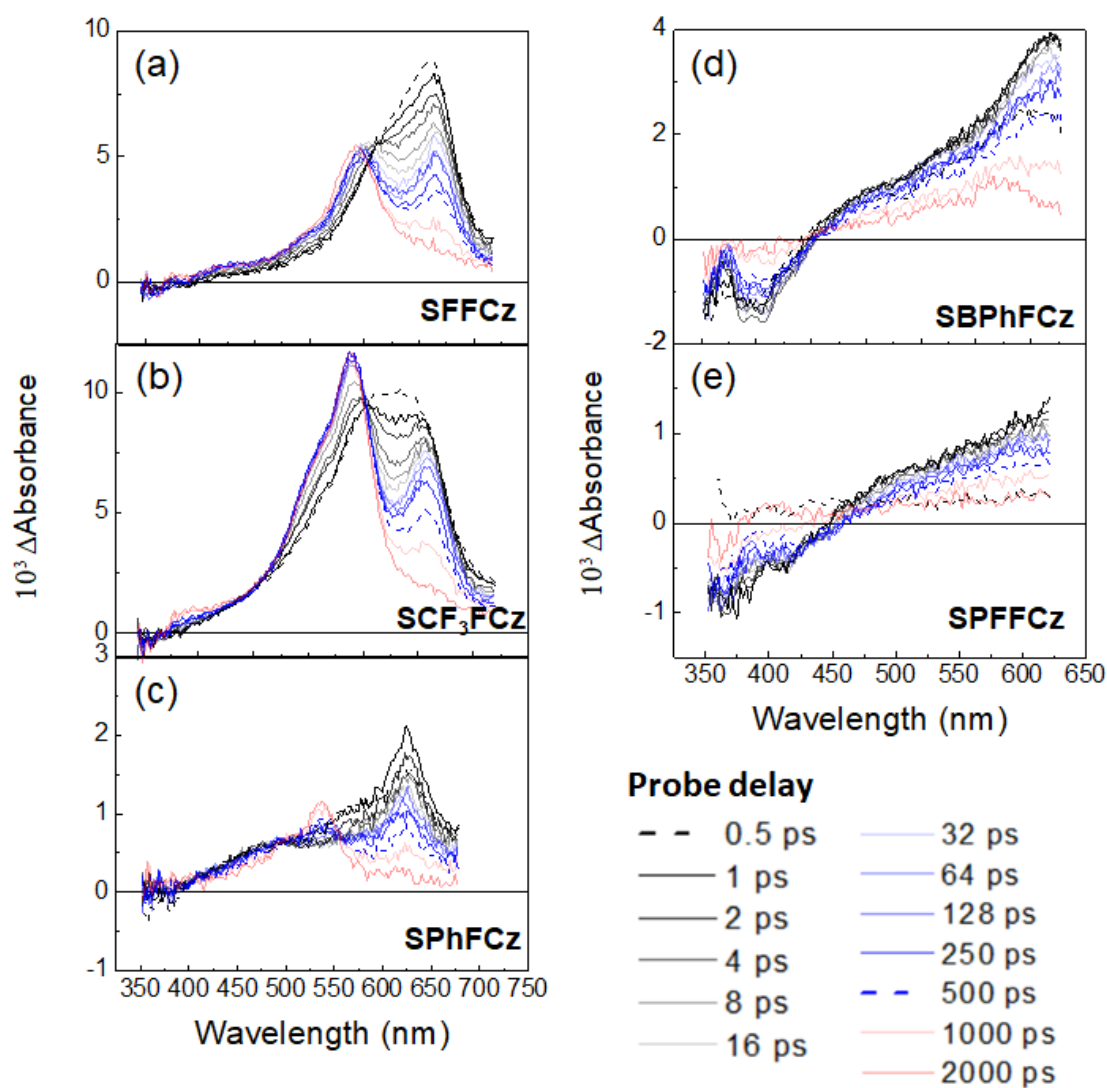 10
(a)
5
0
SFFCz
10³ ΔAbsorbance
(b)
10
5
0
SCF₃FCz
3
(c)
2
1
0
SPhFCz
-1
350 400 450 500 550 600 650 700 750
Wavelength (nm)
4
(d)
2
0
SBPhFCz
-2
10³ ΔAbsorbance
(e)
1
0
-1
SPFFCz
350 400 450 500 550 600 650
Wavelength (nm)
Probe delay
0.5 ps
1 ps
2 ps
4 ps
8 ps
16 ps
32 ps
64 ps
128 ps
250 ps
500 ps
1000 ps
2000 ps